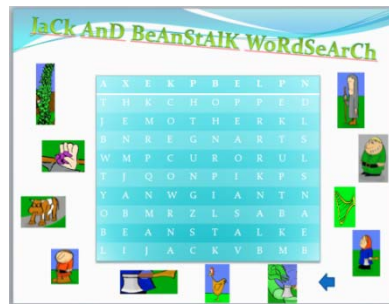 JaCk AnD BeAnStAlK WoRdSeArCh
A X E K P B E L P N
T H K C H O P P E D
J E M O T H E R K L
B N R E G N A R T S
W M P C U R O R U L
T J Q O N P I K P S
Y A N W G I A N T N
O B M R Z L S A B A
B E A N S T A L K E
L I J A C K V B M B